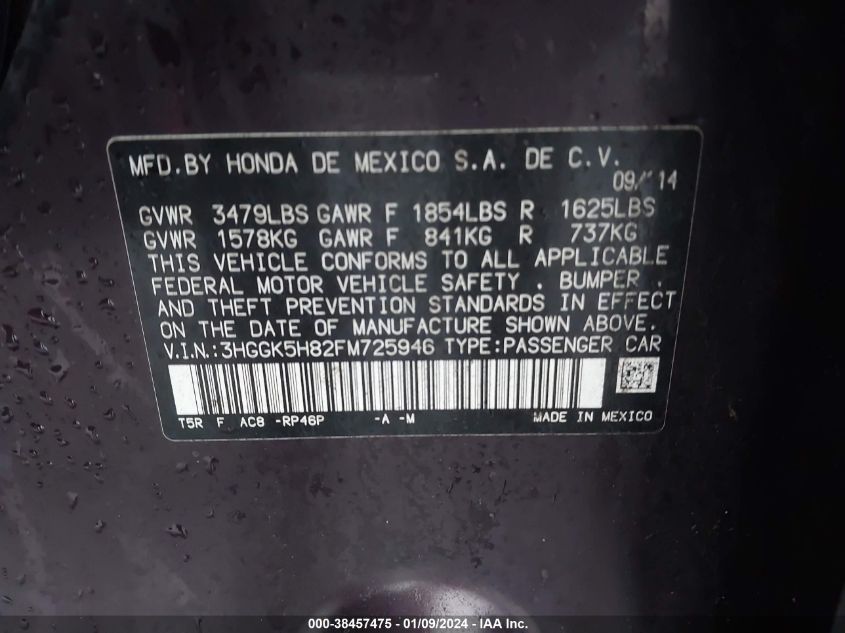 MFD.BY HONDA DE MEXICO S.A. DE C.V.
09/14
GVWR 3479LBS GAWR F 1854LBS R 1625LBS
GVWR 1578KG GAWR F 841KG R 737KG
THIS VEHICLE CONFORMS TO ALL APPLICABLE
FEDERAL MOTOR VEHICLE SAFETY , BUMPER ,
AND THEFT PREVENTION STANDARDS IN EFFECT
ON THE DATE OF MANUFACTURE SHOWN ABOVE.
V.I.N.:3HGGK5H82FM725946 TYPE:PASSENGER CAR
T5R F AC8 -RP46P -A -M MADE IN MEXICO
000-38457475 - 01/09/2024 - IAA Inc.